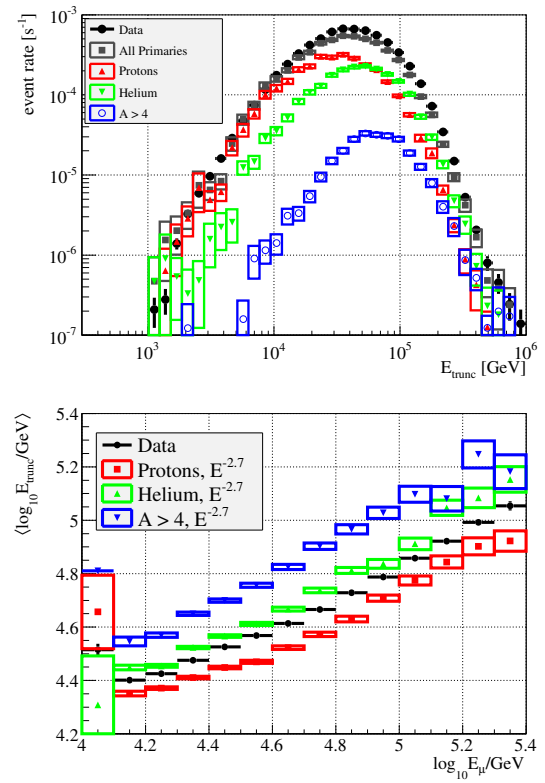 event rate [s⁻¹]
10⁻³
10⁻⁴
10⁻⁵
10⁻⁶
10⁻⁷
Data
All Primaries
Protons
Helium
A > 4
10³
10⁴
10⁵
10⁶
E_trunc [GeV]
⟨log₁₀ E_trunc/GeV⟩
5.4
5.2
5
4.8
4.6
4.4
4.2
Data
Protons, E⁻²·⁷
Helium, E⁻²·⁷
A > 4, E⁻²·⁷
4
4.2
4.4
4.6
4.8
5
5.2
5.4
log₁₀ E_μ/GeV